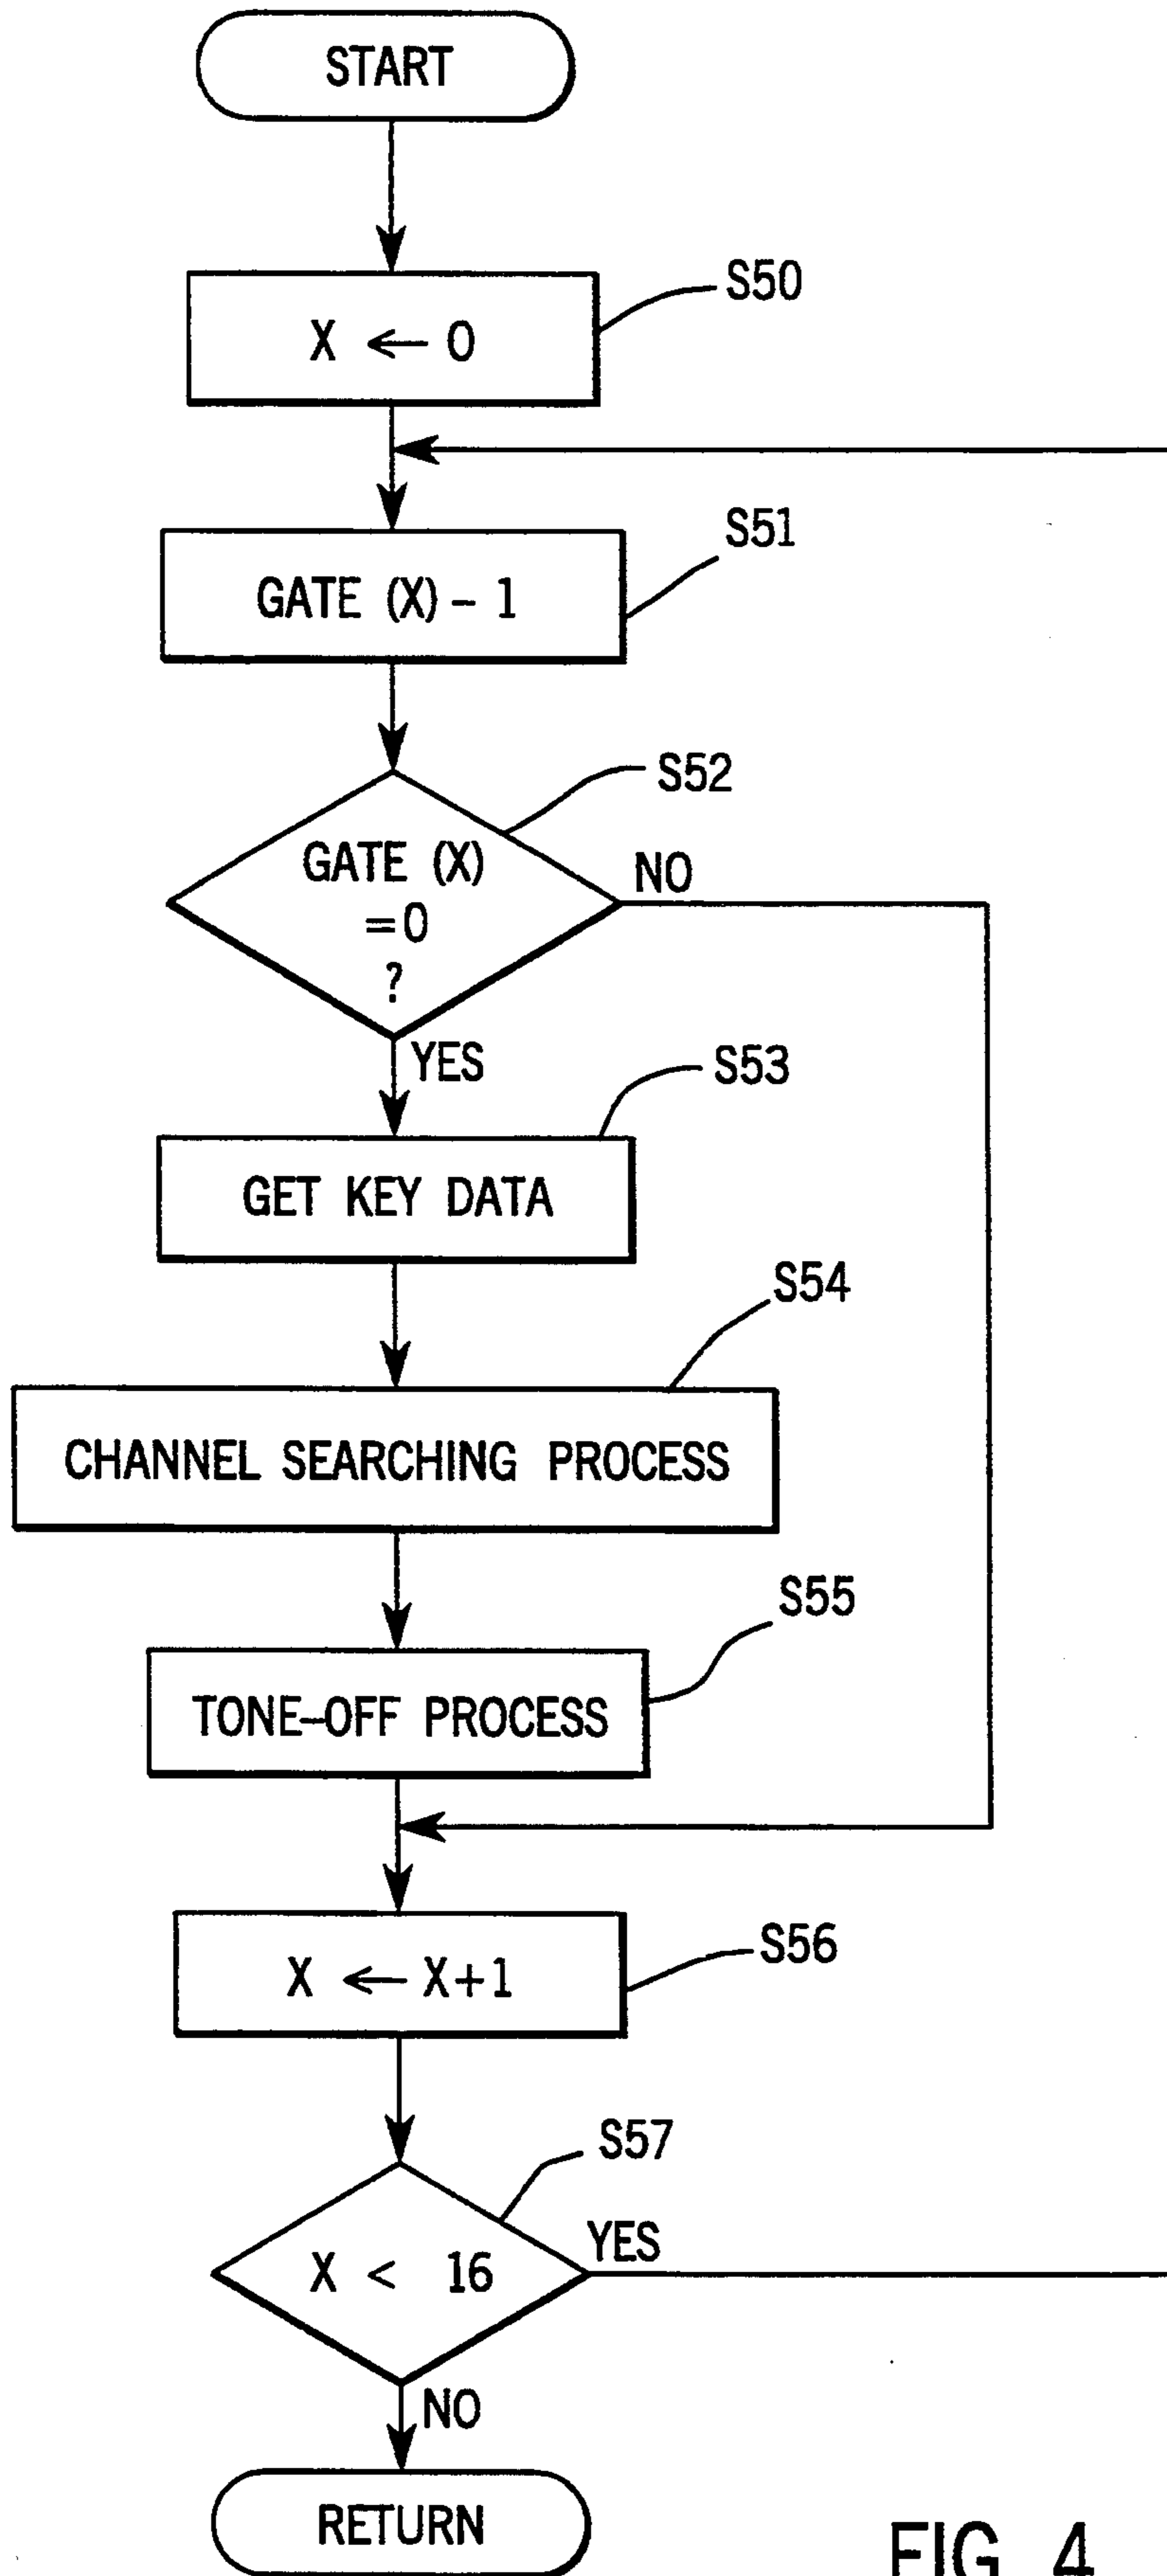 START
S50
X ← 0
S51
GATE (X) - 1
S52
GATE (X)
=0
?
NO
YES
S53
GET KEY DATA
S54
CHANNEL SEARCHING PROCESS
S55
TONE-OFF PROCESS
S56
X ← X+1
S57
X < 16
YES
NO
RETURN
FIG. 4